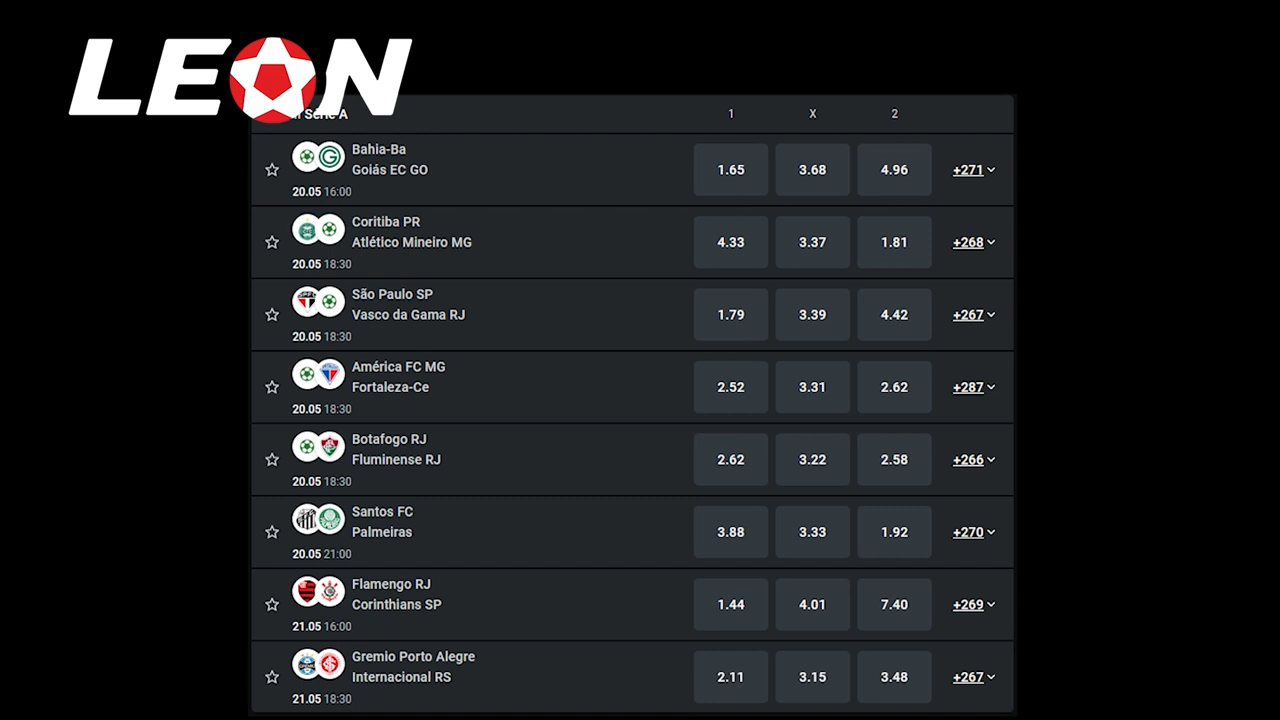 LEON
Série A
1 X 2
Bahia-Ba
Goiás EC GO
20.05 16:00
1.65 3.68 4.96 +271
Coritiba PR
Atlético Mineiro MG
20.05 18:30
4.33 3.37 1.81 +268
São Paulo SP
Vasco da Gama RJ
20.05 18:30
1.79 3.39 4.42 +267
América FC MG
Fortaleza-Ce
20.05 18:30
2.52 3.31 2.62 +287
Botafogo RJ
Fluminense RJ
20.05 18:30
2.62 3.22 2.58 +266
Santos FC
Palmeiras
20.05 21:00
3.88 3.33 1.92 +270
Flamengo RJ
Corinthians SP
21.05 16:00
1.44 4.01 7.40 +269
Gremio Porto Alegre
Internacional RS
21.05 18:30
2.11 3.15 3.48 +267